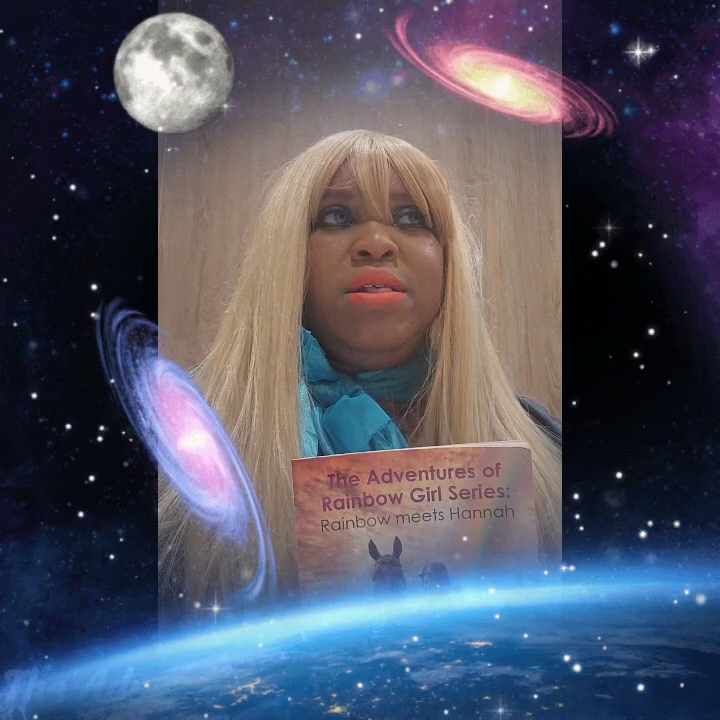 The Adventures of
Rainbow Girl Series:
Rainbow meets Hannah